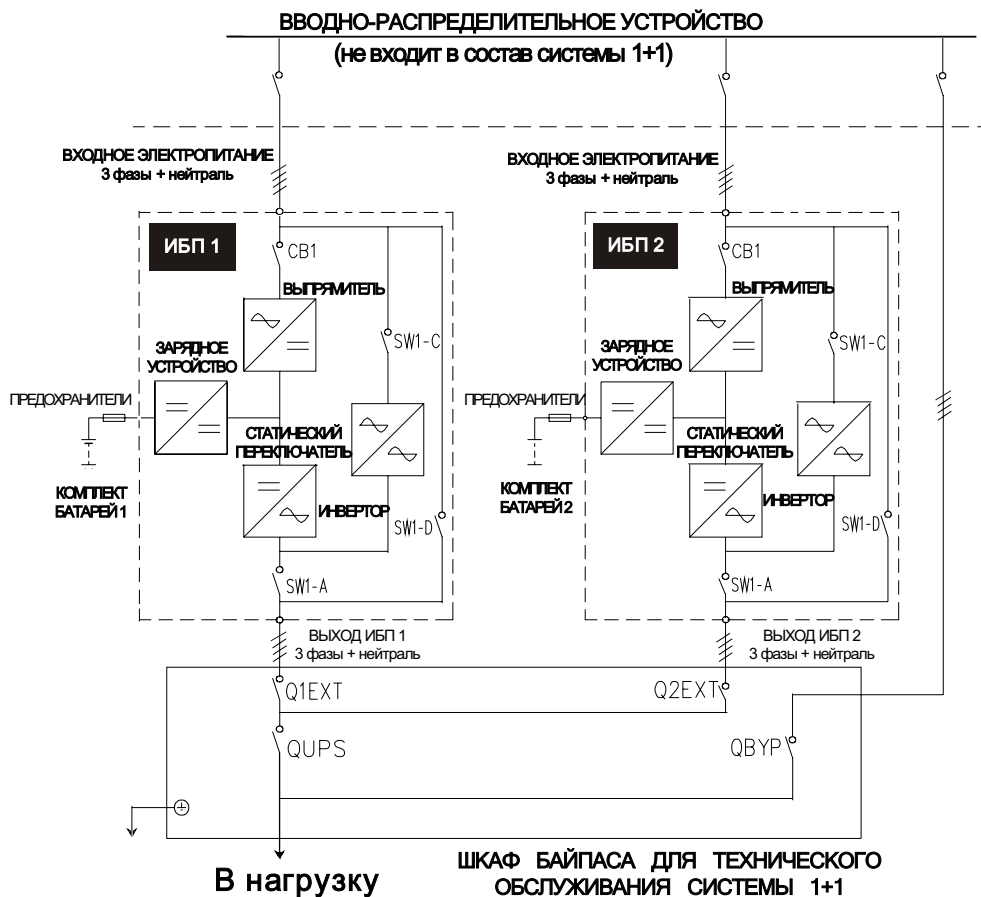 ВВОДНО-РАСПРЕДЕЛИТЕЛЬНОЕ УСТРОЙСТВО
(не входит в состав системы 1+1)
ВХОДНОЕ ЭЛЕКТРОПИТАНИЕ
3 фазы + нейтраль
ВХОДНОЕ ЭЛЕКТРОПИТАНИЕ
3 фазы + нейтраль
ИБП 1
CB1
ВЫПРЯМИТЕЛЬ
SW1-C
ЗАРЯДНОЕ
УСТРОЙСТВО
ПРЕДОХРАНИТЕЛИ
СТАТИЧЕСКИЙ
ПЕРЕКЛЮЧАТЕЛЬ
КОМПЛЕКТ
БАТАРЕЙ 1
ИНВЕРТОР
SW1-D
SW1-A
ИБП 2
CB1
ВЫПРЯМИТЕЛЬ
SW1-C
ЗАРЯДНОЕ
УСТРОЙСТВО
ПРЕДОХРАНИТЕЛИ
СТАТИЧЕСКИЙ
ПЕРЕКЛЮЧАТЕЛЬ
КОМПЛЕКТ
БАТАРЕЙ 2
ИНВЕРТОР
SW1-D
SW1-A
ВЫХОД ИБП 1
3 фазы + нейтраль
ВЫХОД ИБП 2
3 фазы + нейтраль
Q1EXT
Q2EXT
QUPS
QBYP
В нагрузку
ШКАФ БАЙПАСА ДЛЯ ТЕХНИЧЕСКОГО
ОБСЛУЖИВАНИЯ СИСТЕМЫ 1+1